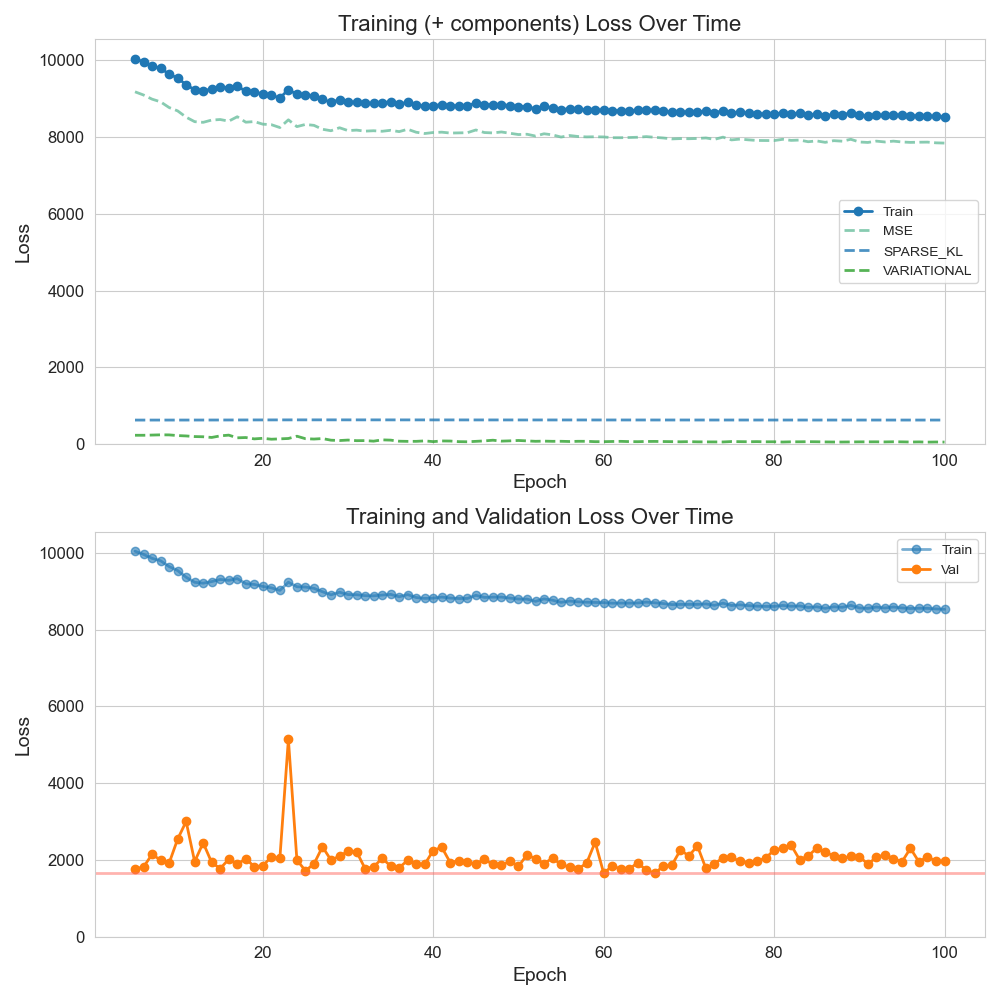 Training (+ components) Loss Over Time
10000
8000
6000
4000
2000
0
Loss
Train
MSE
SPARSE_KL
VARIATIONAL
20 40 60 80 100
Epoch
Training and Validation Loss Over Time
10000
8000
6000
4000
2000
0
Loss
Train
Val
20 40 60 80 100
Epoch